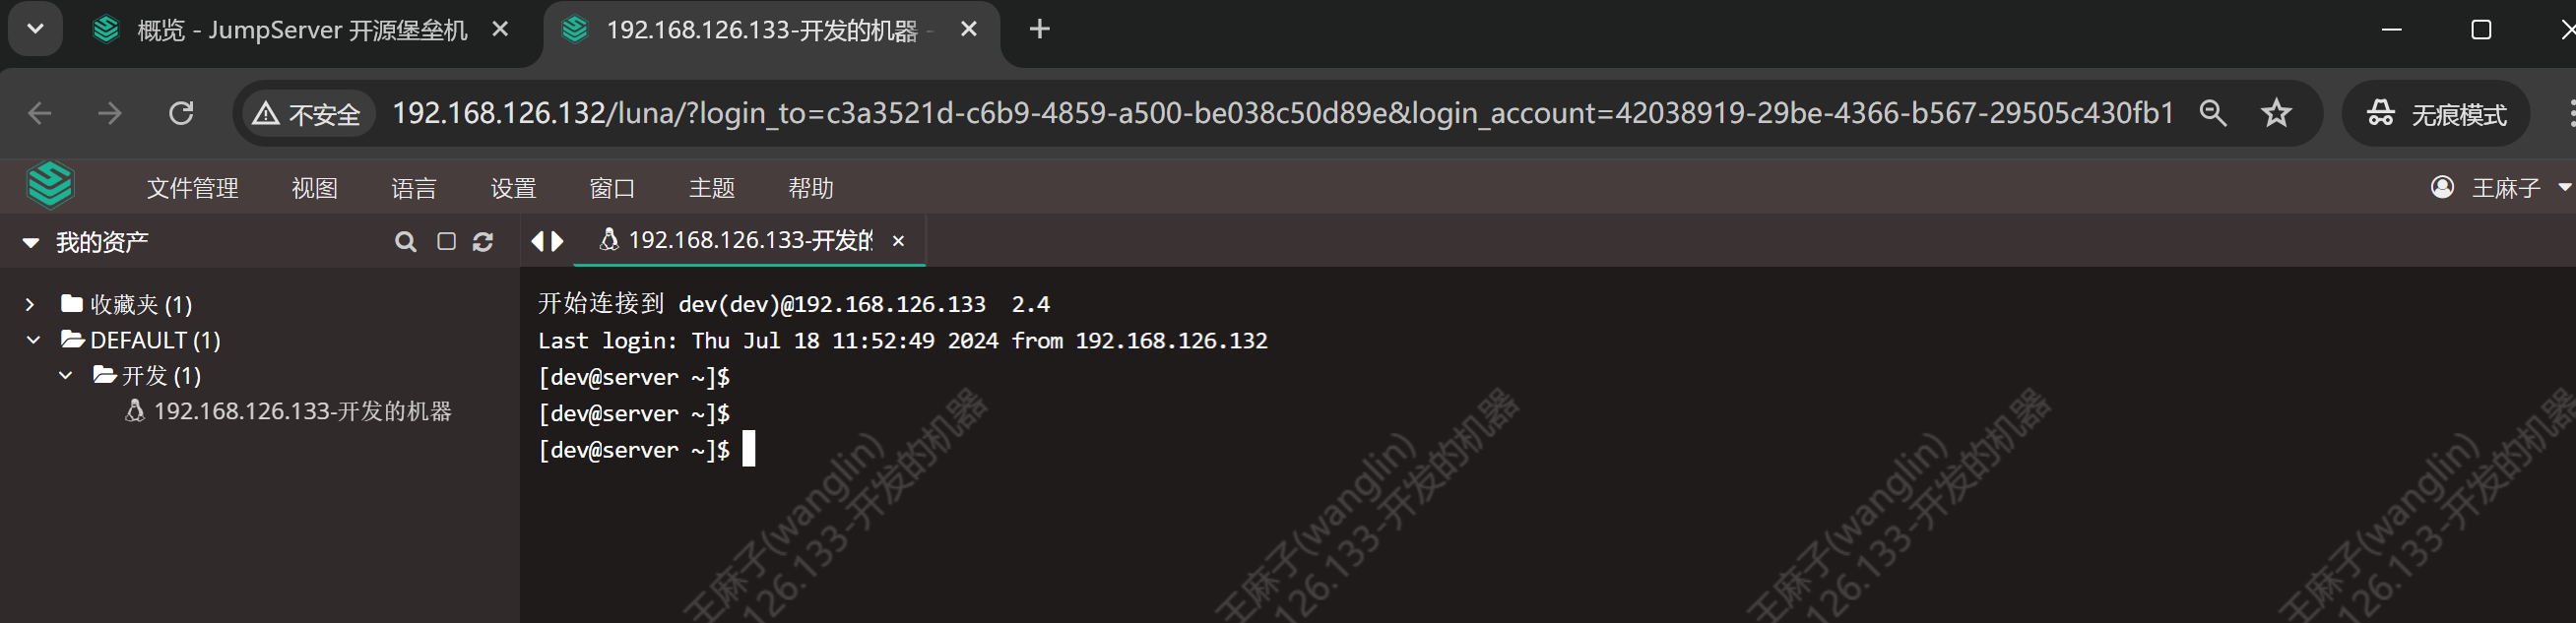 概览 - JumpServer 开源堡垒机
192.168.126.133-开发的机器 -
不安全
192.168.126.132/luna/?login_to=c3a3521d-c6b9-4859-a500-be038c50d89e&login_account=42038919-29be-4366-b567-29505c430fb1
无痕模式
文件管理 视图 语言 设置 窗口 主题 帮助
王麻子
我的资产
192.168.126.133-开发的
收藏夹 (1)
DEFAULT (1)
开发 (1)
192.168.126.133-开发的机器
开始连接到 dev(dev)@192.168.126.133  2.4
Last login: Thu Jul 18 11:52:49 2024 from 192.168.126.132
[dev@server ~]$
[dev@server ~]$
[dev@server ~]$
王麻子(wanglin)
126.133-开发的机器
王麻子(wanglin)
126.133-开发的机器
王麻子(wanglin)
126.133-开发的机器
王麻子(wanglin)
126.133-开发的机器